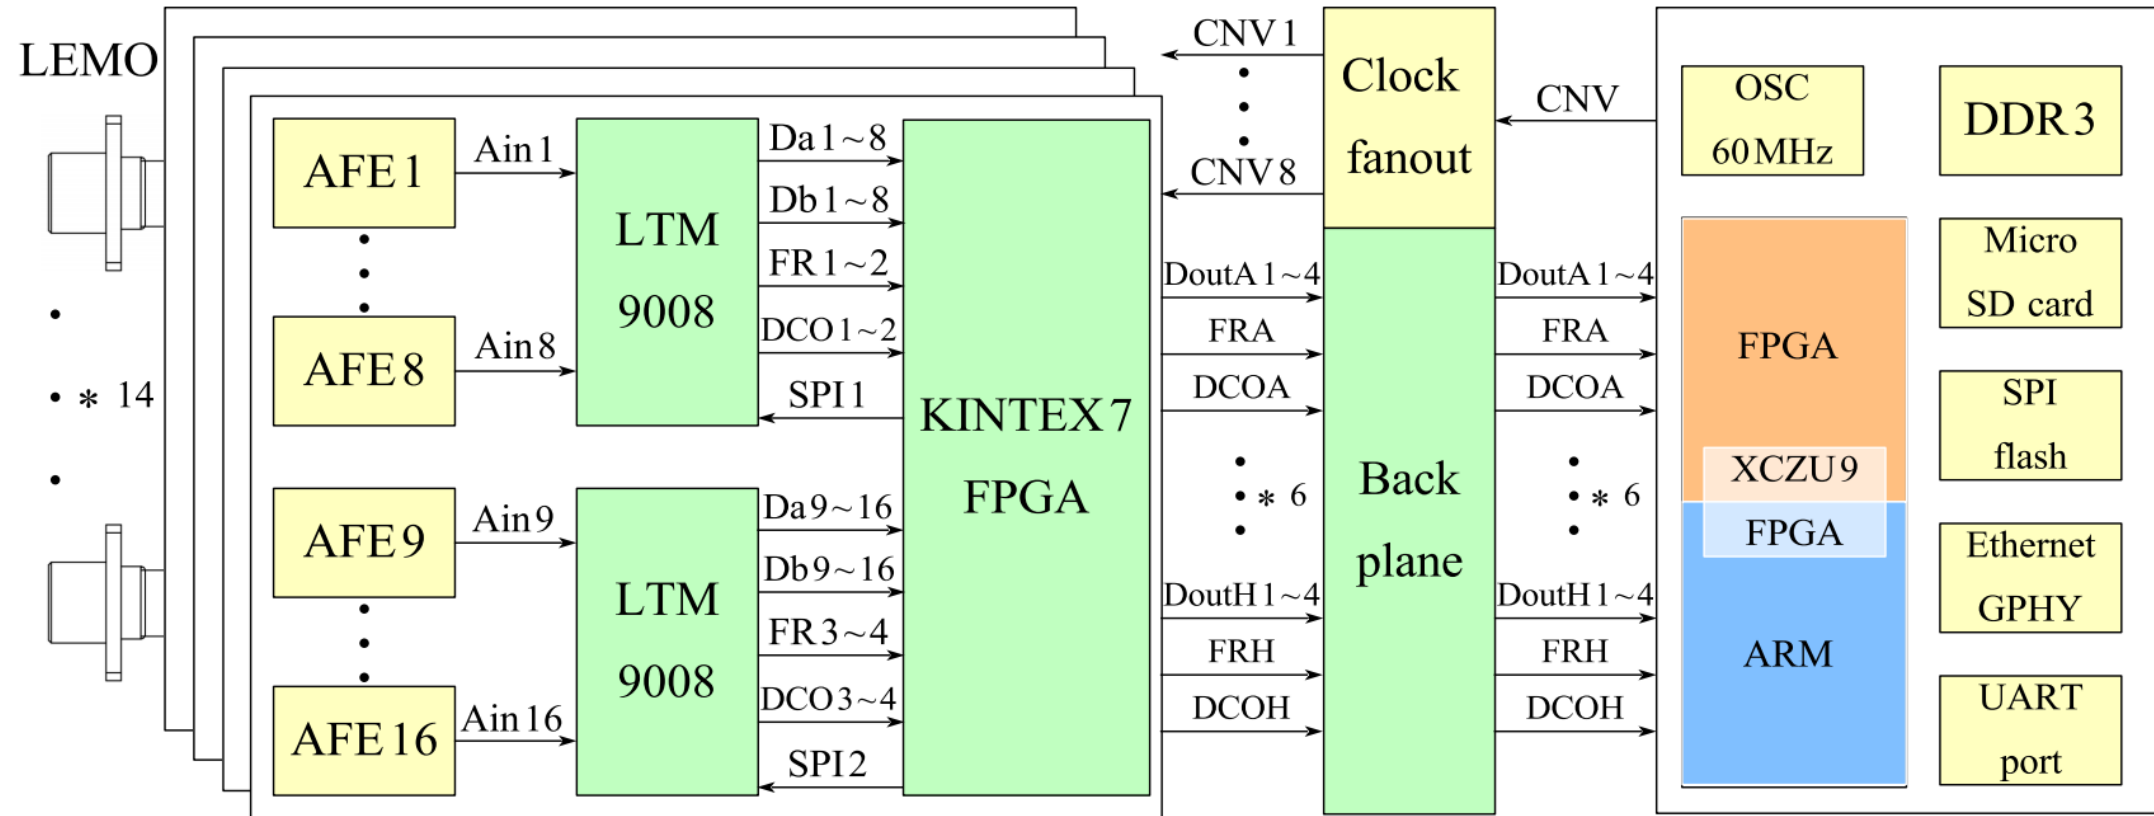 LEMO
* 14
AFE 1
AFE 8
AFE 9
AFE 16
Ain 1
Ain 8
Ain 9
Ain 16
LTM
9008
LTM
9008
Da 1~8
Db 1~8
FR 1~2
DCO 1~2
SPI 1
Da 9~16
Db 9~16
FR 3~4
DCO 3~4
SPI 2
KINTEX 7
FPGA
CNV 1
CNV 8
DoutA 1~4
FRA
DCOA
* 6
DoutH 1~4
FRH
DCOH
Clock
fanout
Back
plane
CNV
DoutA 1~4
FRA
DCOA
* 6
DoutH 1~4
FRH
DCOH
OSC
60 MHz
FPGA
XCZU 9
FPGA
ARM
DDR 3
Micro
SD card
SPI
flash
Ethernet
GPHY
UART
port